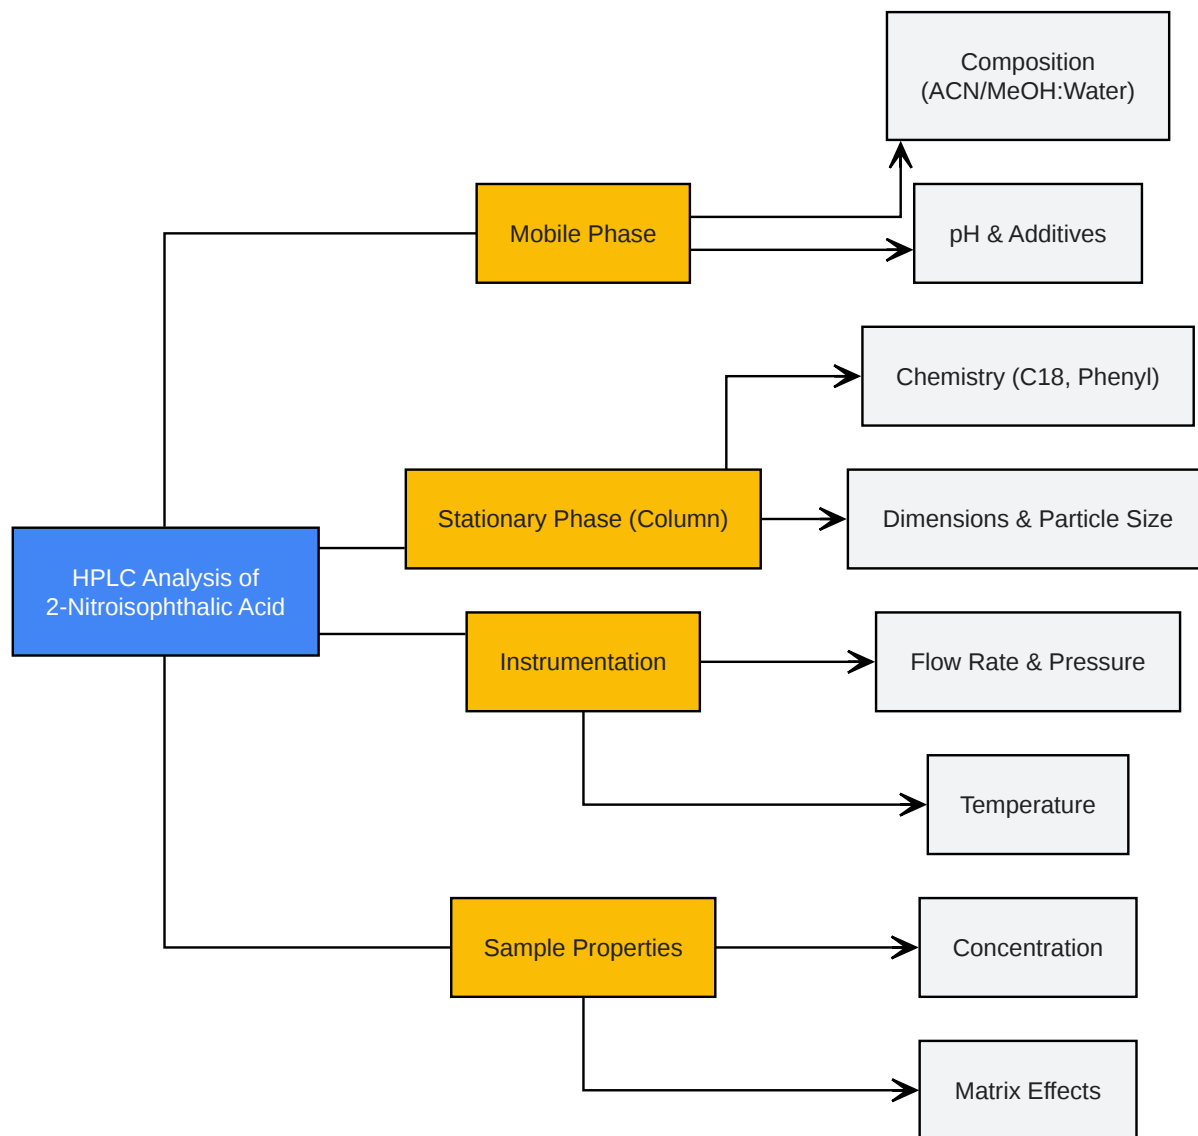 Composition
(ACN/MeOH:Water)
Mobile Phase
pH & Additives
Chemistry (C18, Phenyl)
Stationary Phase (Column)
Dimensions & Particle Size
HPLC Analysis of
2-Nitroisophthalic Acid
Instrumentation
Flow Rate & Pressure
Temperature
Sample Properties
Concentration
Matrix Effects